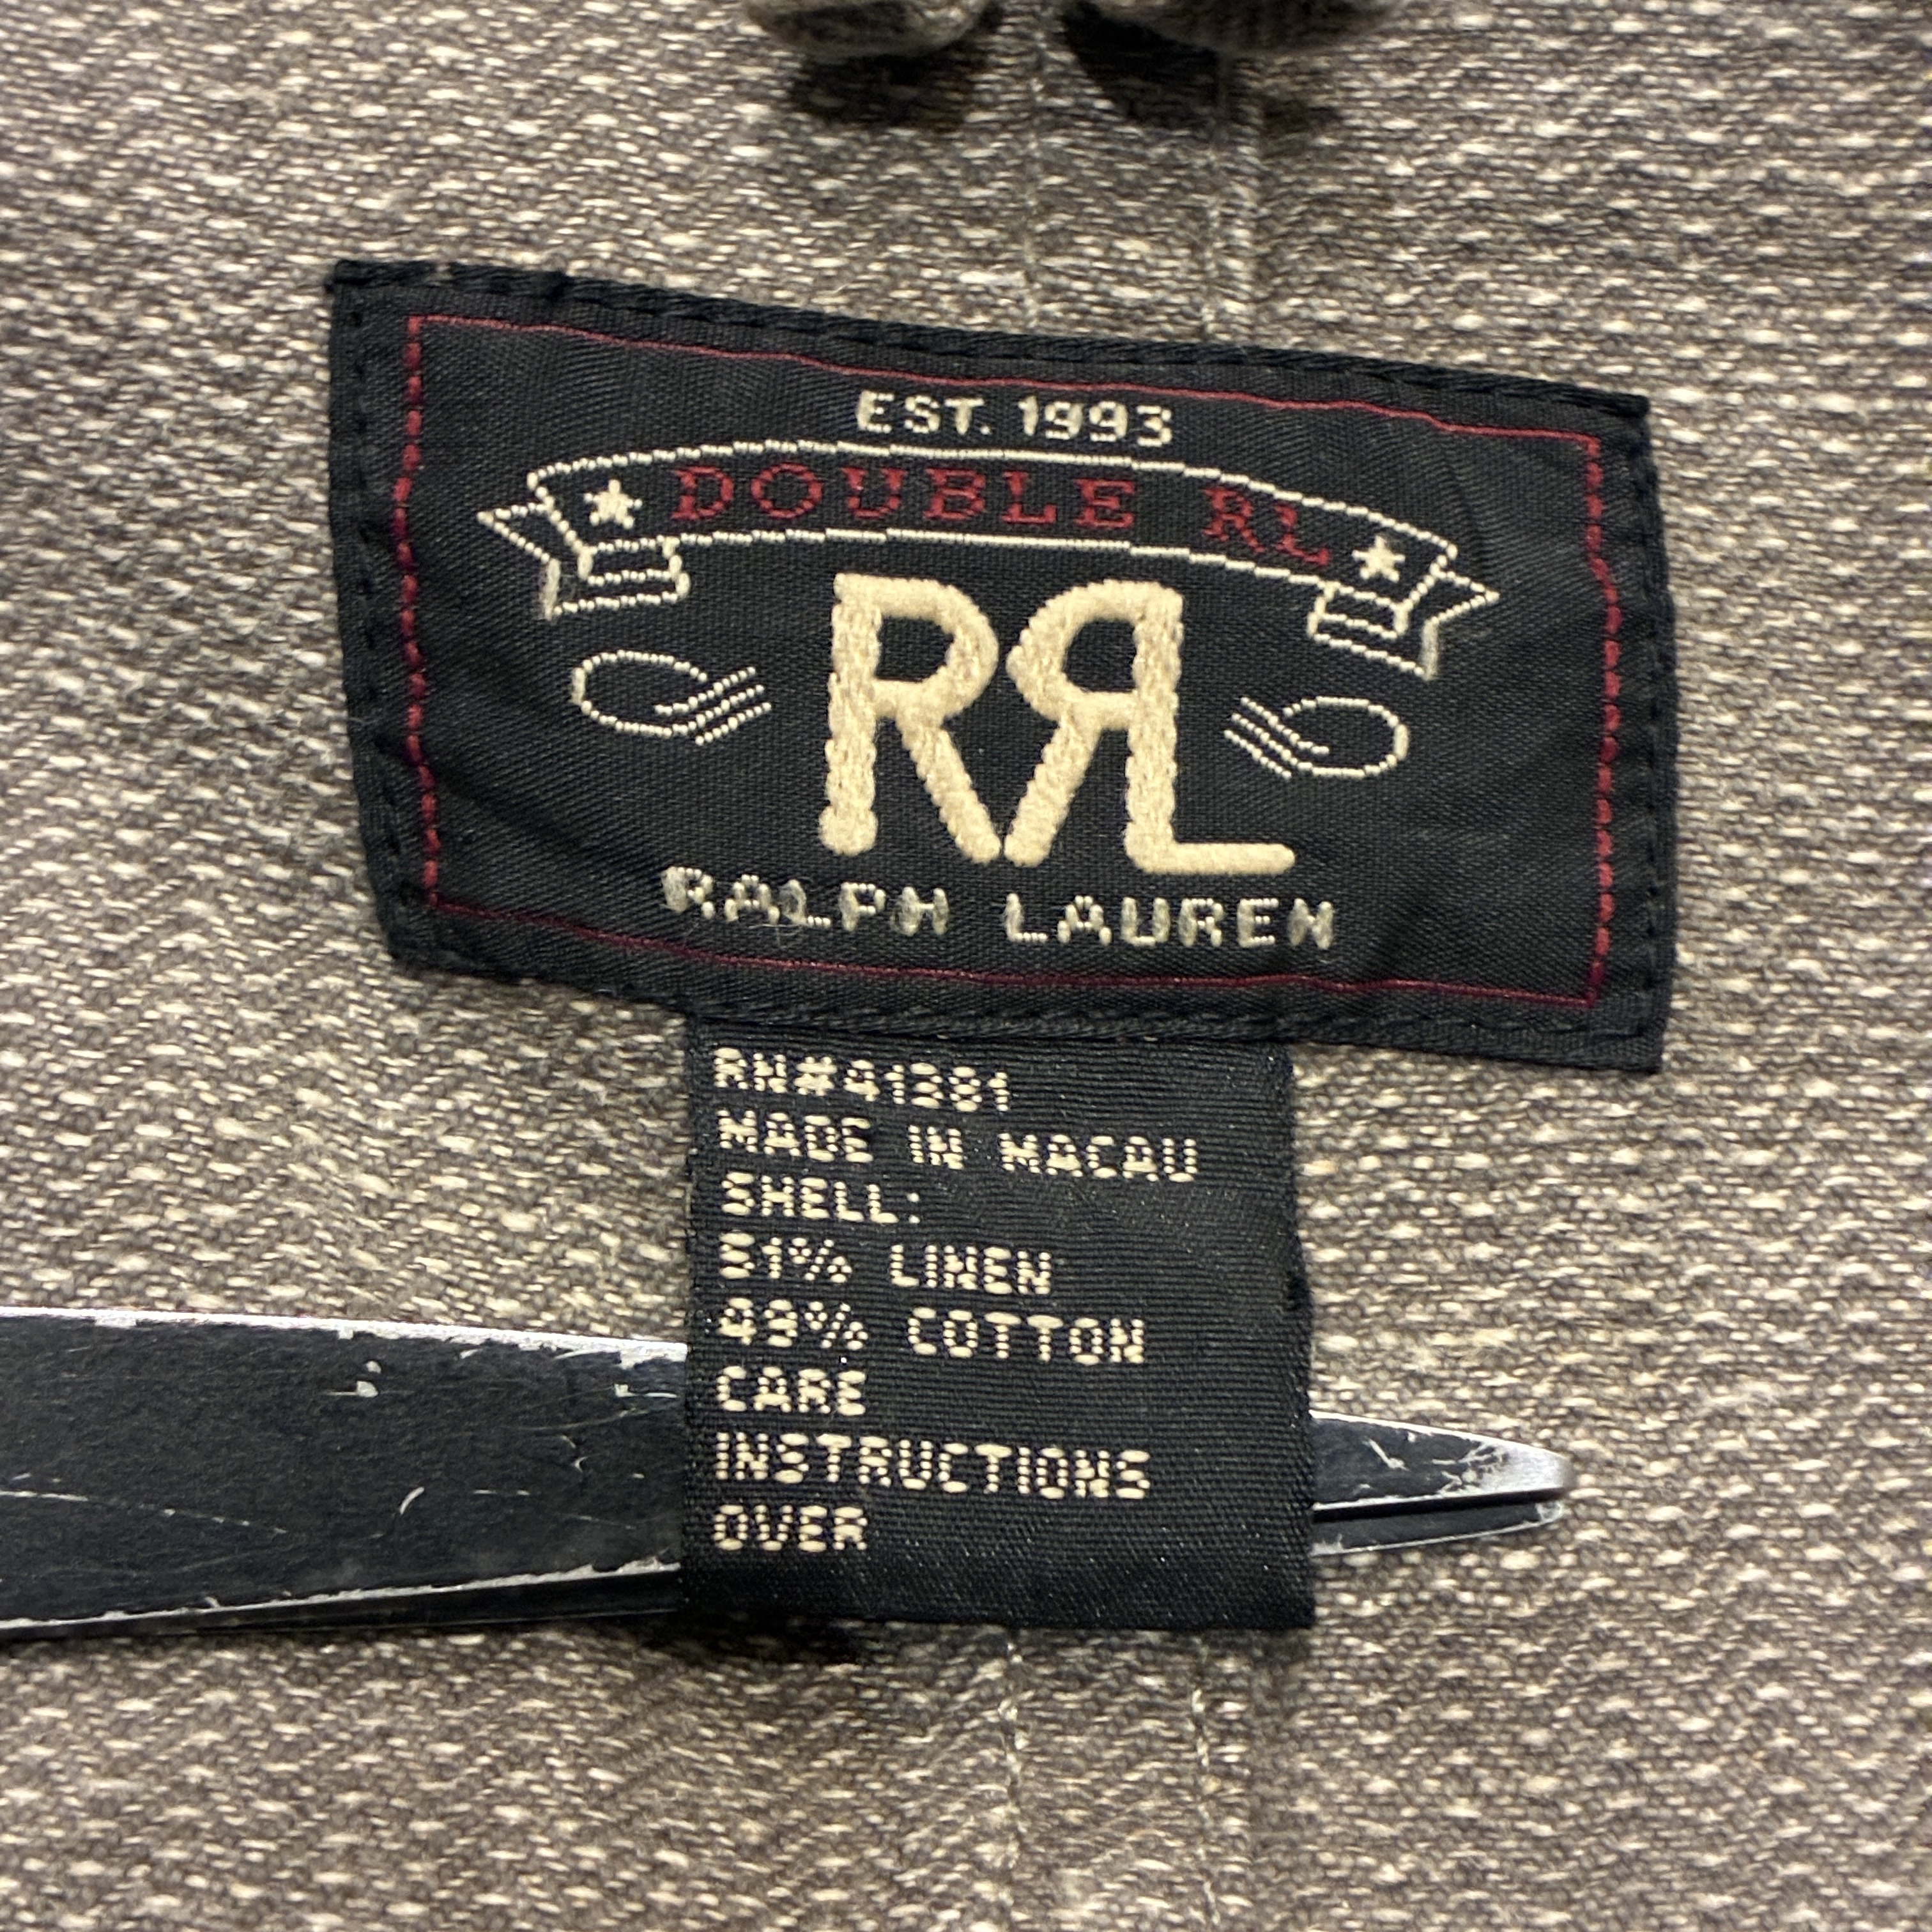 EST. 1993
DOUBLE RL
RRL
RALPH LAUREN
RN#41381
MADE IN MACAU
SHELL:
51% LINEN
49% COTTON
CARE
INSTRUCTIONS
OVER